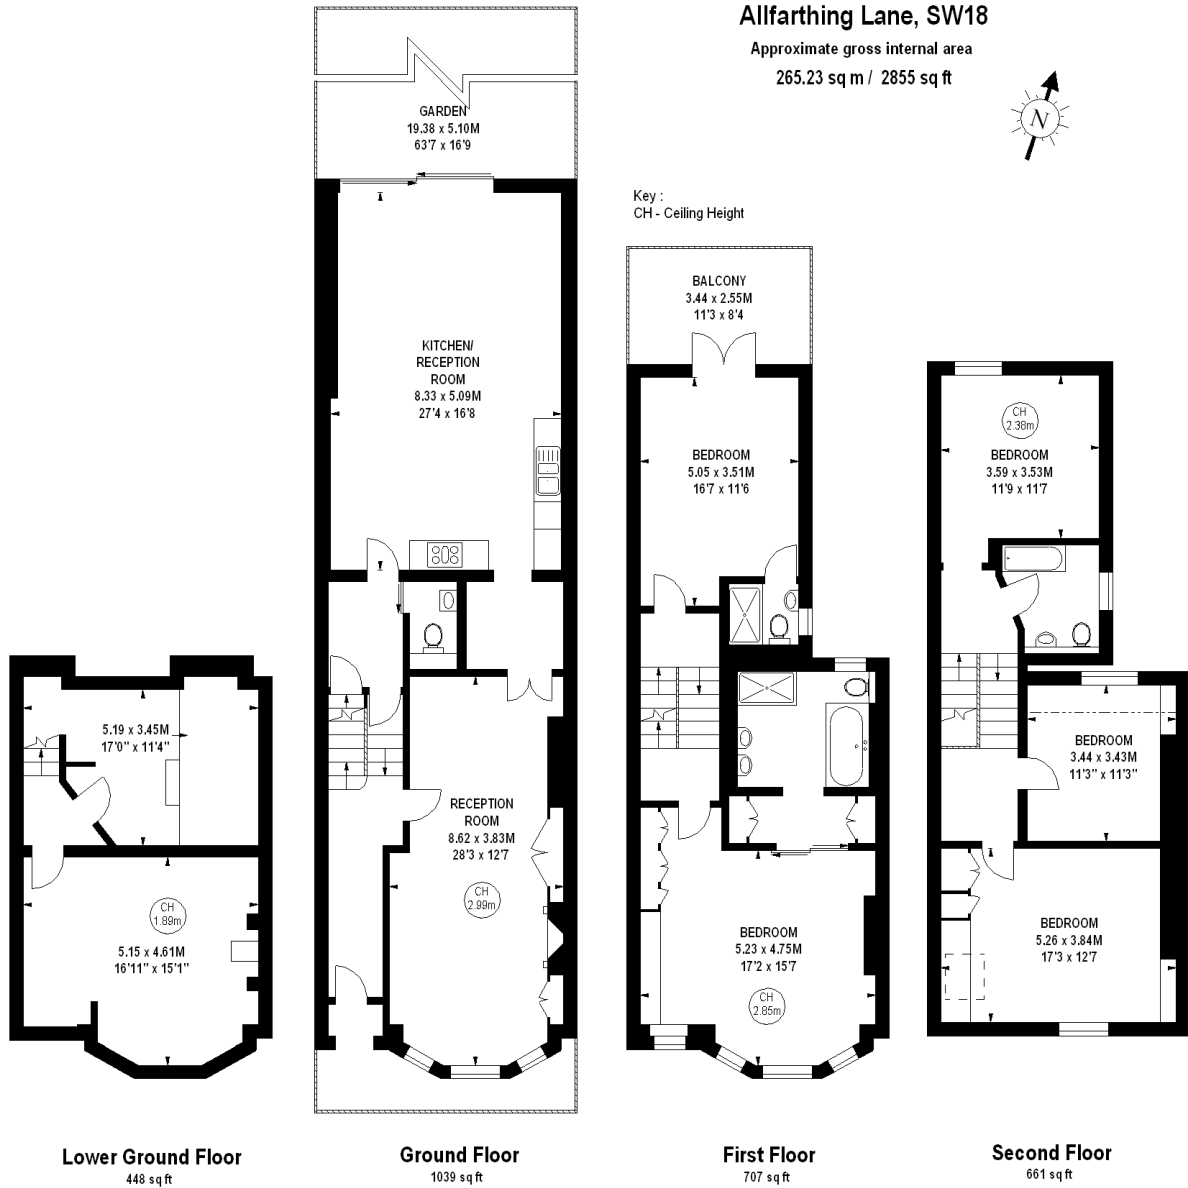 Allfarthing Lane, SW18
Approximate gross internal area
265.23 sq m / 2855 sq ft
N
Key :
CH - Ceiling Height
GARDEN
19.38 x 5.10M
63'7 x 16'9
KITCHEN/
RECEPTION
ROOM
8.33 x 5.09M
27'4 x 16'8
BALCONY
3.44 x 2.55M
11'3 x 8'4
BEDROOM
5.05 x 3.51M
16'7 x 11'6
CH
2.38m
BEDROOM
3.59 x 3.53M
11'9 x 11'7
5.19 x 3.45M
17'0" x 11'4"
CH
1.89m
5.15 x 4.61M
16'11" x 15'1"
RECEPTION
ROOM
8.62 x 3.83M
28'3 x 12'7
CH
2.99m
BEDROOM
5.23 x 4.75M
17'2 x 15'7
CH
2.85m
BEDROOM
3.44 x 3.43M
11'3" x 11'3"
BEDROOM
5.26 x 3.84M
17'3 x 12'7
Lower Ground Floor
448 sq ft
Ground Floor
1039 sq ft
First Floor
707 sq ft
Second Floor
661 sq ft